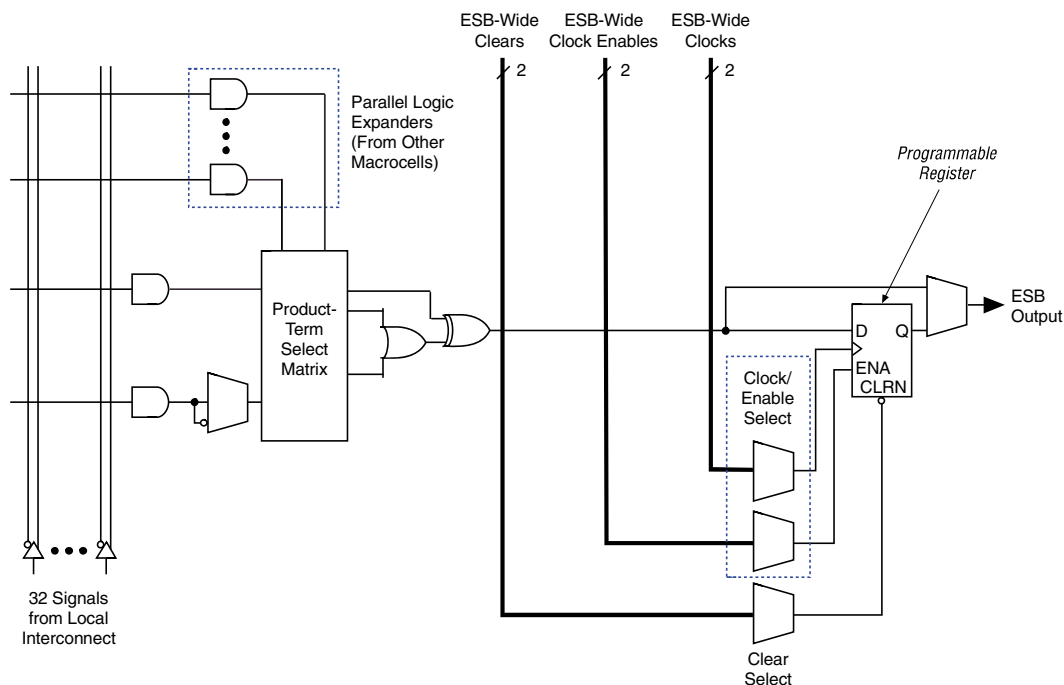 ESB-Wide
Clears
ESB-Wide
Clock Enables
ESB-Wide
Clocks
2
2
2
Parallel Logic
Expanders
(From Other
Macrocells)
Programmable
Register
Product-
Term
Select
Matrix
ESB
Output
D
Q
ENA
CLRN
Clock/
Enable
Select
32 Signals
from Local
Interconnect
Clear
Select